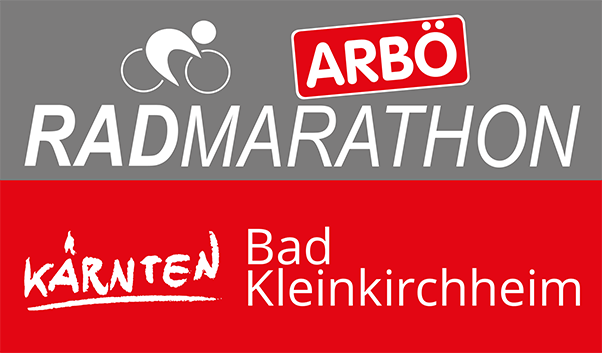 ARBÖ
RADMARATHON
KÄRNTEN
Bad
Kleinkirchheim